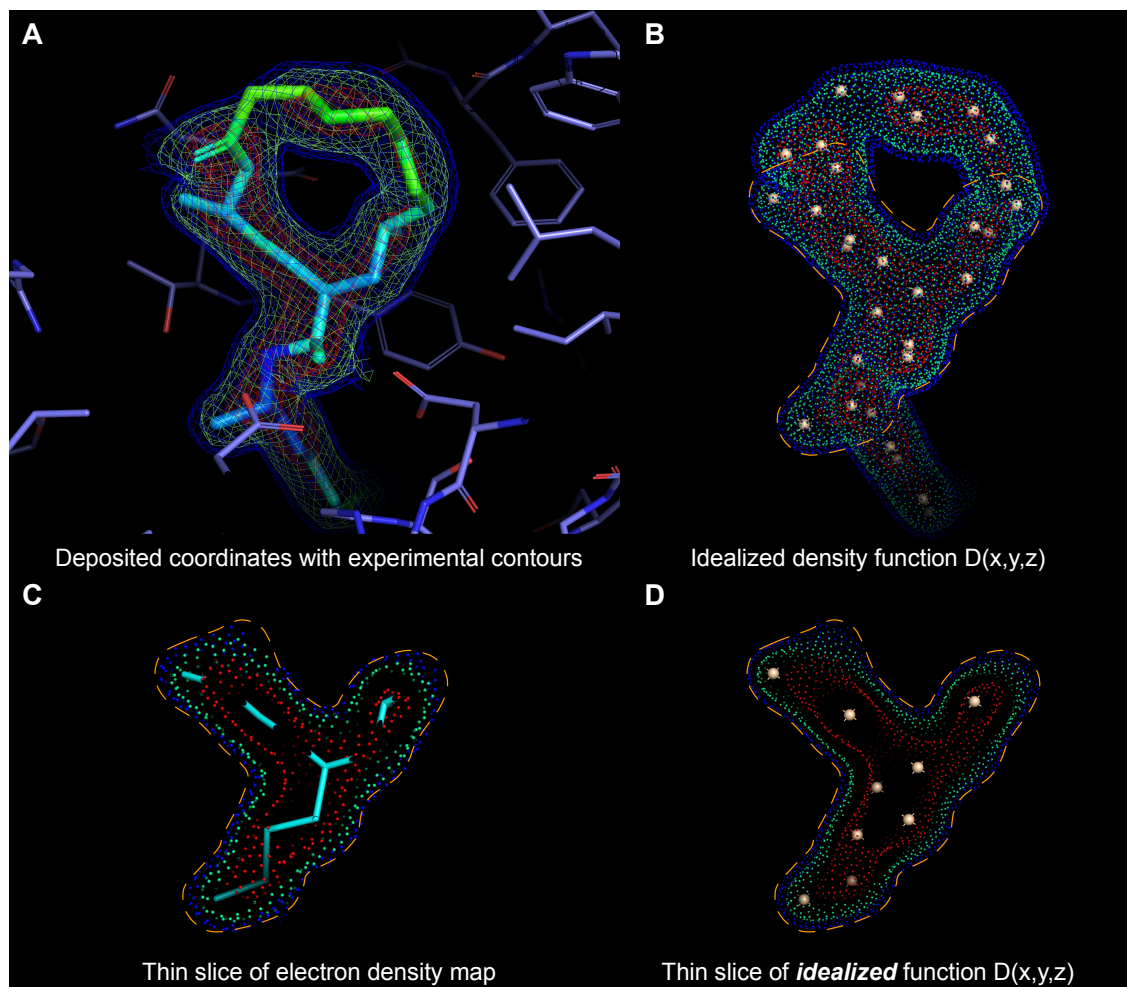 A
B
Deposited coordinates with experimental contours
Idealized density function D(x,y,z)
C
D
Thin slice of electron density map
Thin slice of idealized function D(x,y,z)